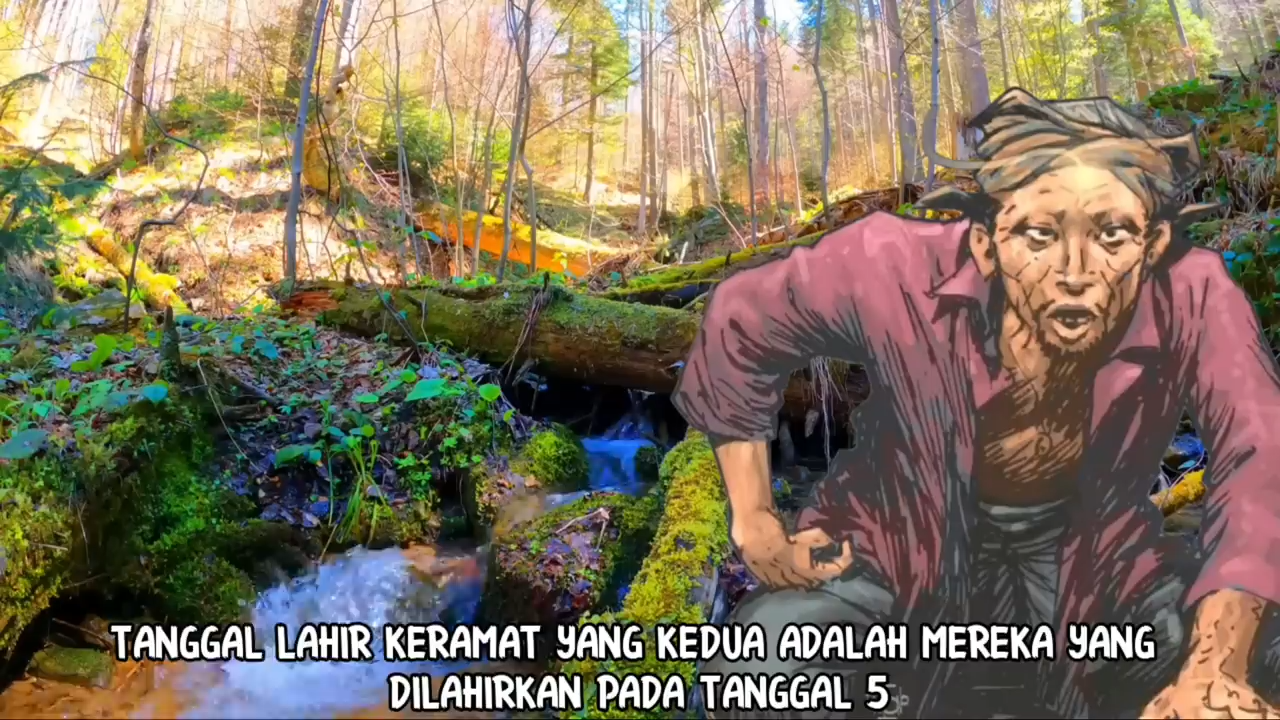 TANGGAL LAHIR KERAMAT YANG KEDUA ADALAH MEREKA YANG
DILAHIRKAN PADA TANGGAL 5